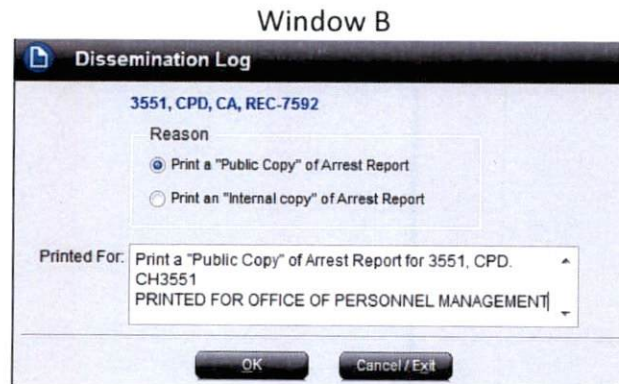 Window B
Dissemination Log
3551, CPD, CA, REC-7592
Reason
Print a "Public Copy" of Arrest Report
Print an "Internal copy" of Arrest Report
Printed For:
Print a "Public Copy" of Arrest Report for 3551, CPD.
CH3551
PRINTED FOR OFFICE OF PERSONNEL MANAGEMENT
OK
Cancel / Exit